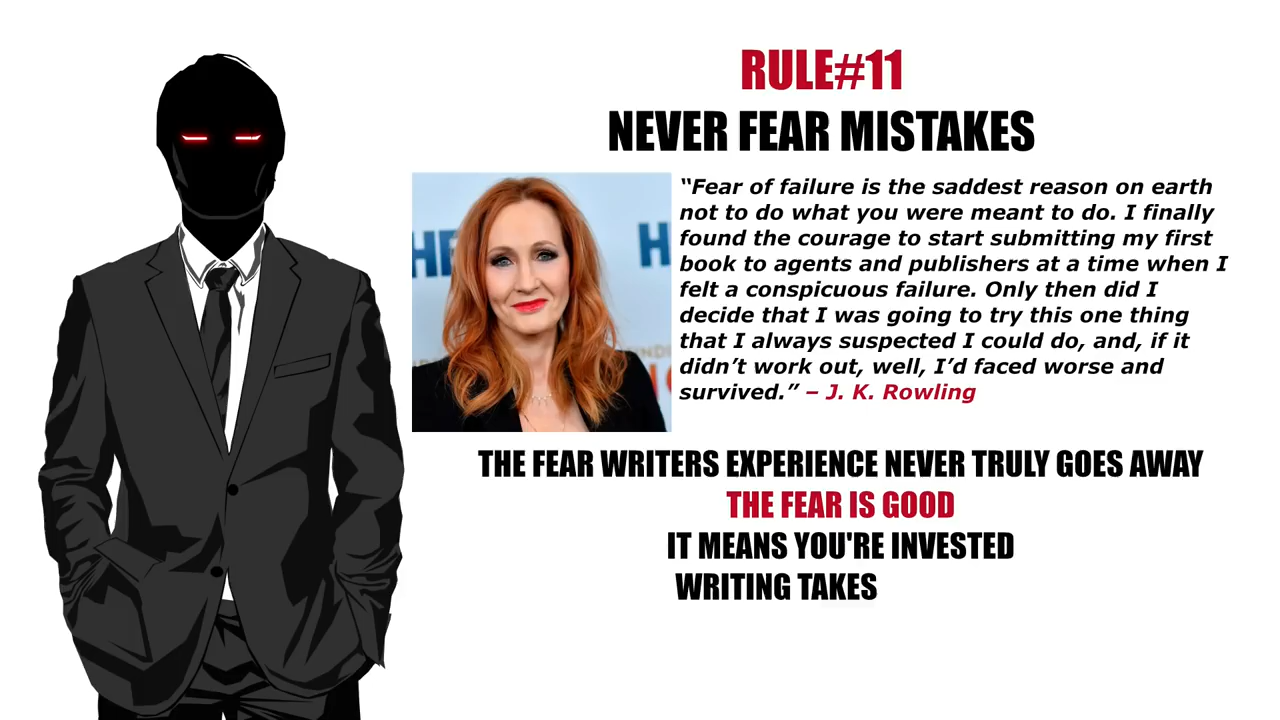 RULE#11
NEVER FEAR MISTAKES
“Fear of failure is the saddest reason on earth
not to do what you were meant to do. I finally
found the courage to start submitting my first
book to agents and publishers at a time when I
felt a conspicuous failure. Only then did I
decide that I was going to try this one thing
that I always suspected I could do, and, if it
didn’t work out, well, I’d faced worse and
survived.” – J. K. Rowling
THE FEAR WRITERS EXPERIENCE NEVER TRULY GOES AWAY
THE FEAR IS GOOD
IT MEANS YOU'RE INVESTED
WRITING TAKES